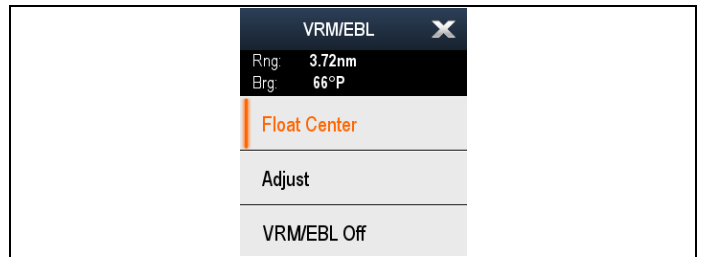 VRM/EBL
Rng: 3.72nm
Brg: 66°P
Float Center
Adjust
VRM/EBL Off